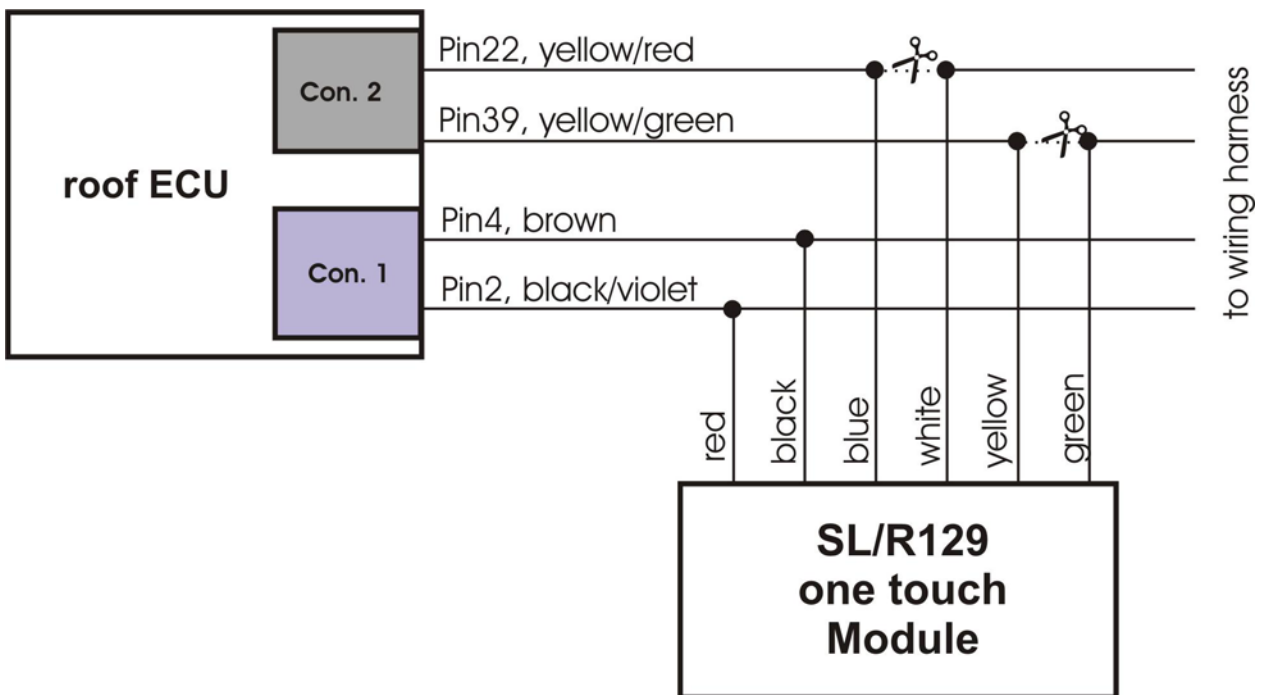 Pin22, yellow/red
Con. 2
Pin39, yellow/green
roof ECU
Pin4, brown
Con. 1
Pin2, black/violet
to wiring harness
red
black
blue
white
yellow
green
SL/R129
one touch
Module